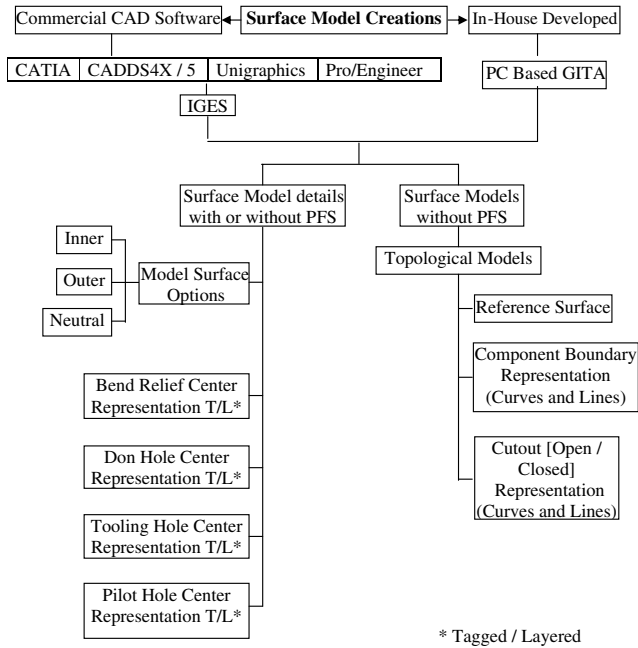 Commercial CAD Software
Surface Model Creations
In-House Developed
CATIA
CADDS4X / 5
Unigraphics
Pro/Engineer
PC Based GITA
IGES
Surface Model details
with or without PFS
Surface Models
without PFS
Inner
Outer
Neutral
Model Surface
Options
Topological Models
Reference Surface
Component Boundary
Representation
(Curves and Lines)
Bend Relief Center
Representation T/L*
Don Hole Center
Representation T/L*
Cutout [Open /
Closed]
Representation
(Curves and Lines)
Tooling Hole Center
Representation T/L*
Pilot Hole Center
Representation T/L*
* Tagged / Layered